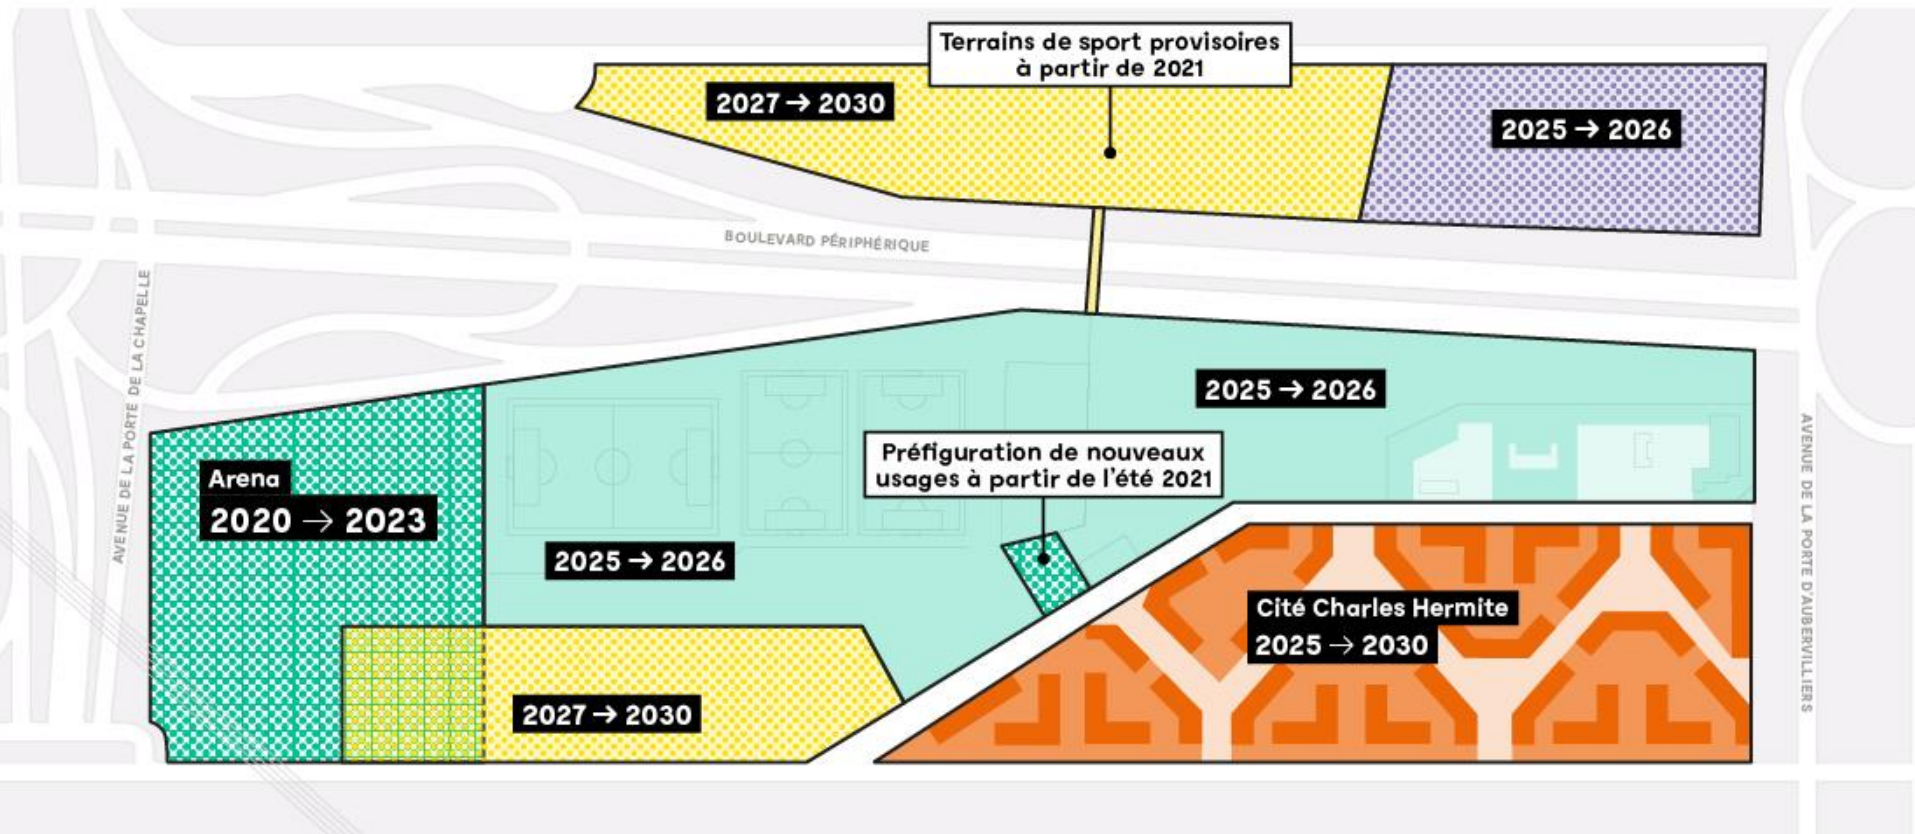 Terrains de sport provisoires
à partir de 2021
2027 → 2030
2025 → 2026
BOULEVARD PÉRIPHÉRIQUE
AVENUE DE LA PORTE DE LA CHAPELLE
2025 → 2026
Préfiguration de nouveaux
usages à partir de l'été 2021
Arena
2020 → 2023
2025 → 2026
Cité Charles Hermite
2025 → 2030
2027 → 2030
AVENUE DE LA PORTE D'AUBERVILLIERS